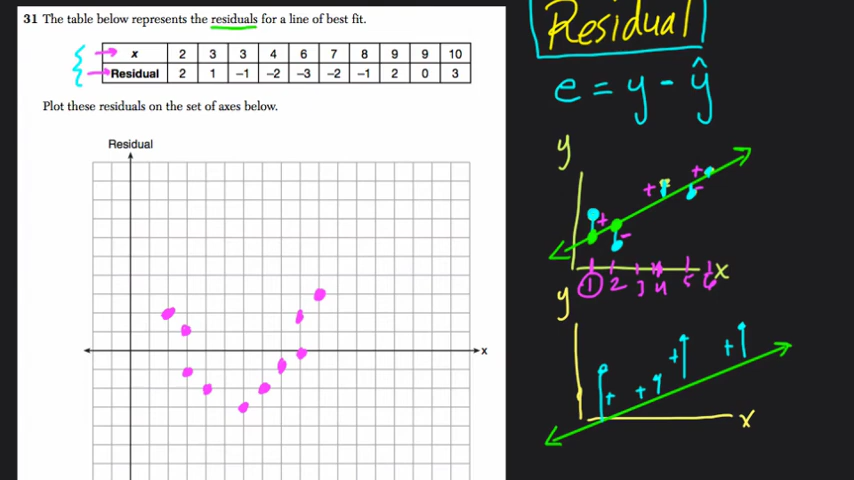 31 The table below represents the residuals for a line of best fit.
x 2 3 3 4 6 7 8 9 9 10
Residual 2 1 −1 −2 −3 −2 −1 2 0 3
Plot these residuals on the set of axes below.
Residual
x
Residual
e = y - ŷ
y
+ - + + -
1 2 3 4 5 6 x
y
+ + + +
x